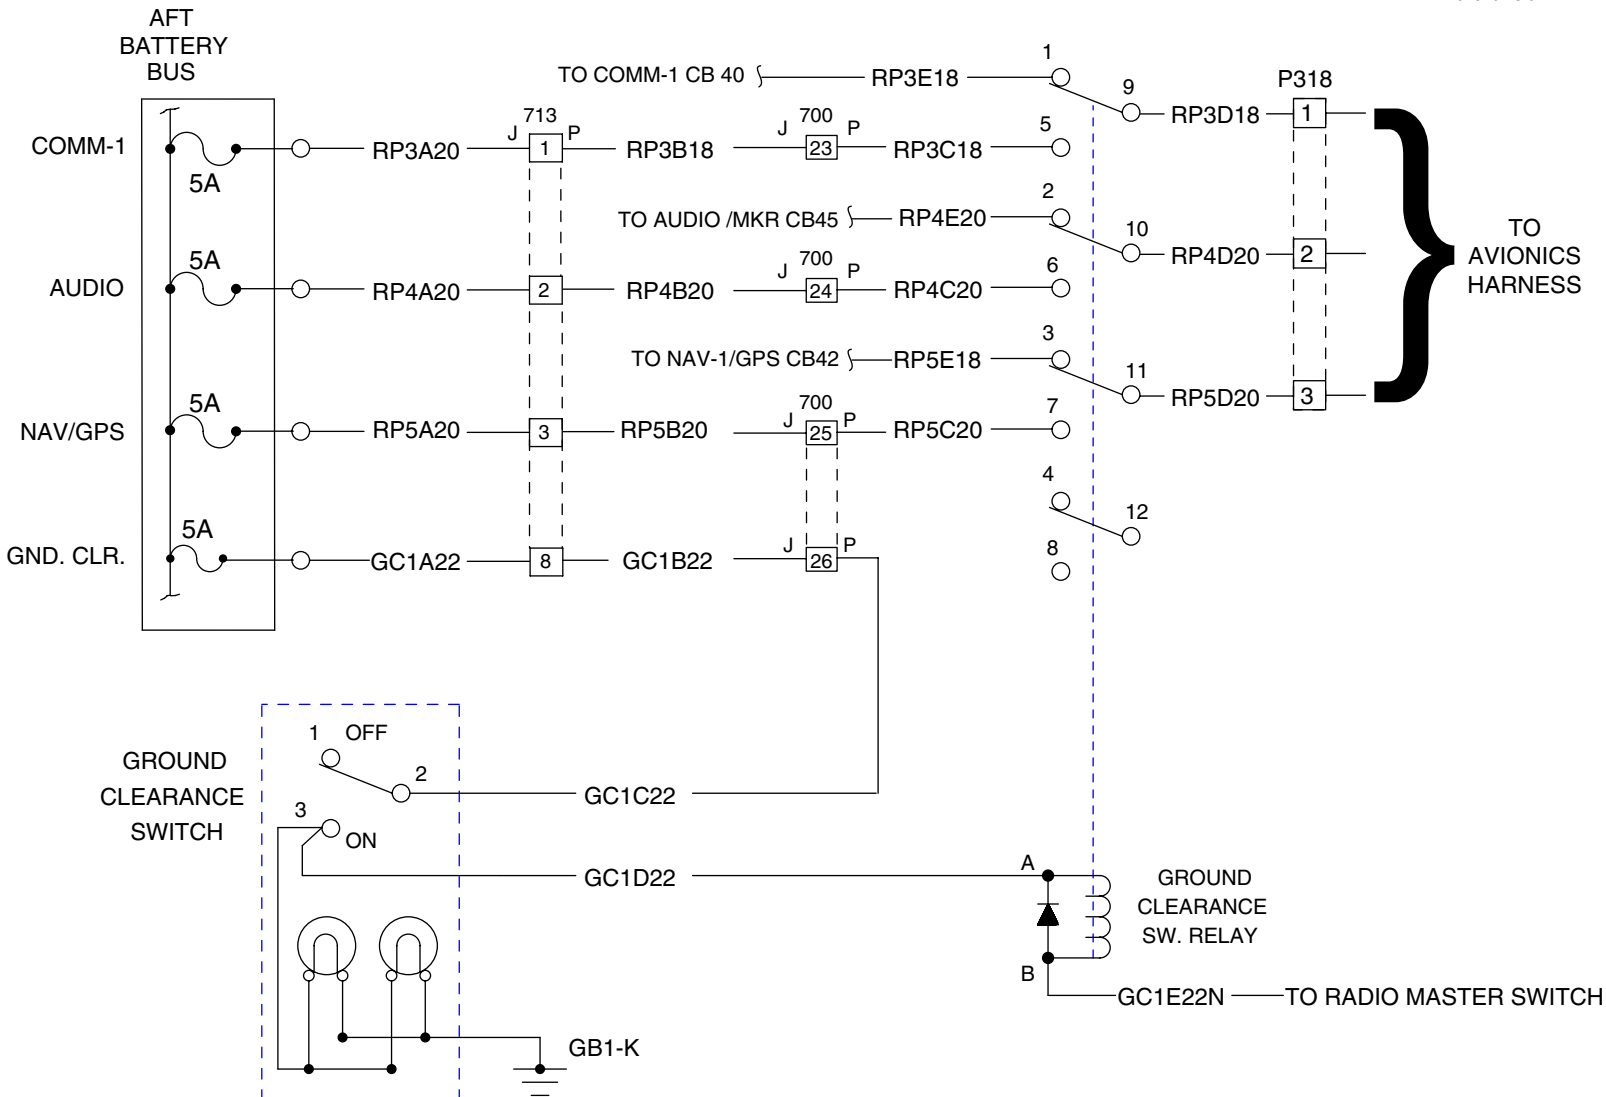 AFT
BATTERY
BUS
TO COMM-1 CB 40
RP3E18
1
9
RP3D18
P318
1
COMM-1
5A
RP3A20
713
J
1
P
RP3B18
700
J
23
P
RP3C18
5
TO AUDIO /MKR CB45
RP4E20
2
10
RP4D20
2
TO
AVIONICS
HARNESS
AUDIO
5A
RP4A20
2
RP4B20
700
J
24
P
RP4C20
6
TO NAV-1/GPS CB42
RP5E18
3
11
RP5D20
3
NAV/GPS
5A
RP5A20
3
RP5B20
700
J
25
P
RP5C20
7
4
12
8
GND. CLR.
5A
GC1A22
8
GC1B22
J
26
P
GROUND
CLEARANCE
SWITCH
1
OFF
2
GC1C22
3
ON
GC1D22
A
B
GROUND
CLEARANCE
SW. RELAY
GC1E22N
TO RADIO MASTER SWITCH
GB1-K